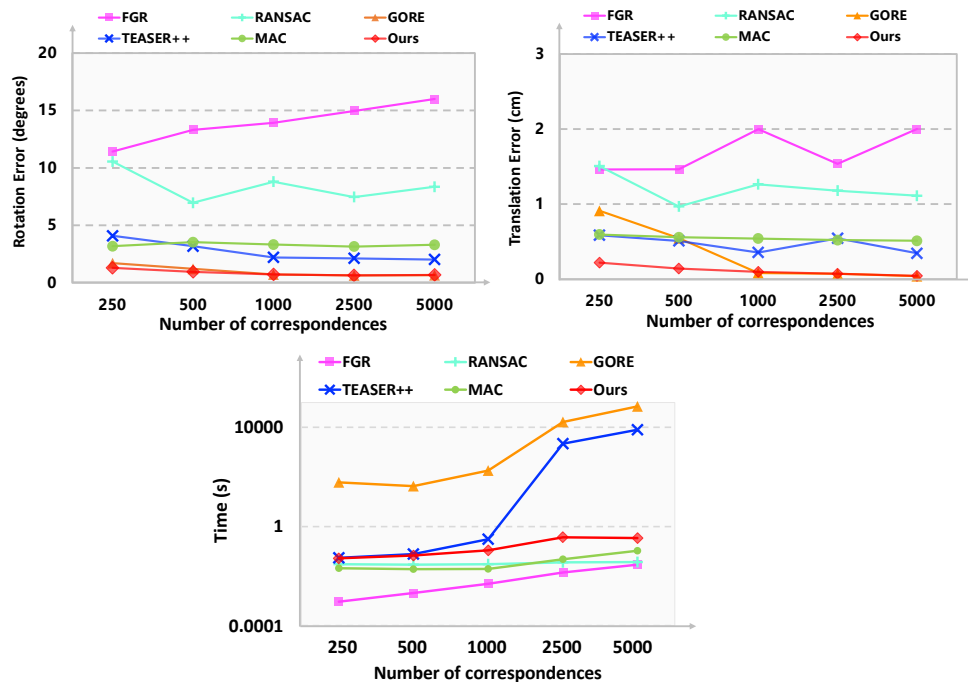 FGR RANSAC GORE
TEASER++ MAC Ours
20
15
10
5
0
Rotation Error (degrees)
250 500 1000 2500 5000
Number of correspondences
FGR RANSAC GORE
TEASER++ MAC Ours
3
2
1
0
Translation Error (cm)
250 500 1000 2500 5000
Number of correspondences
FGR RANSAC GORE
TEASER++ MAC Ours
10000
1
0.0001
Time (s)
250 500 1000 2500 5000
Number of correspondences